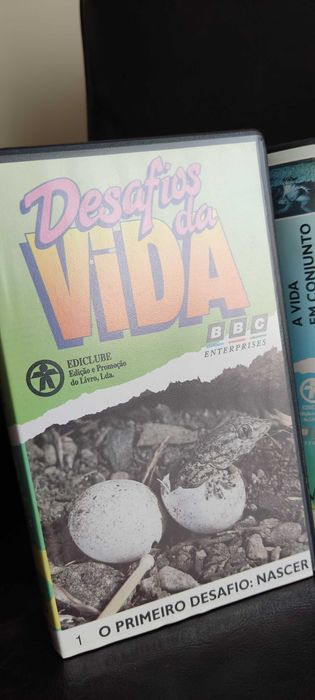 Desafios
da
ViDA
BBC
ENTERPRISES
EDICLUBE
Edição e Promoção
do Livro, Lda.
1 O PRIMEIRO DESAFIO: NASCER
A VIDA
EM CONJUNTO